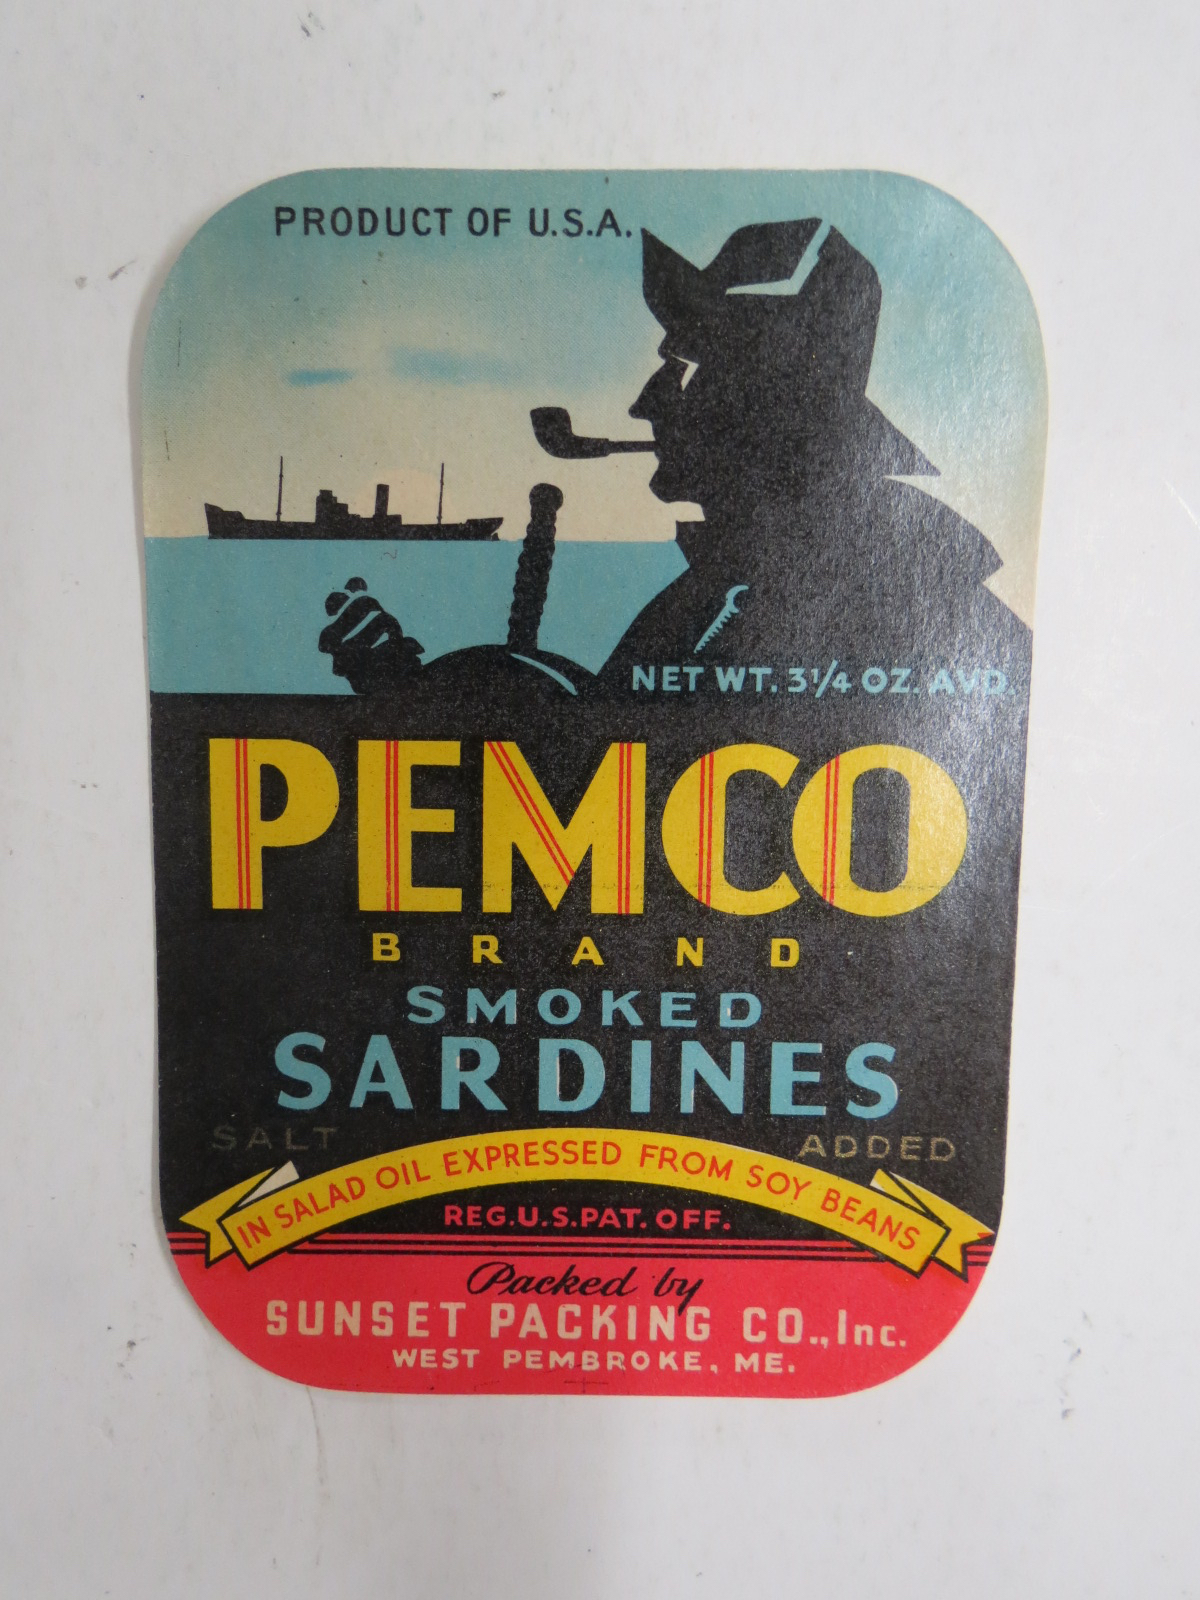 PRODUCT OF U.S.A.
NET WT. 3¼ OZ. AVD.
PEMCO
BRAND
SMOKED
SARDINES
SALT ADDED
IN SALAD OIL EXPRESSED FROM SOY BEANS
REG.U.S.PAT.OFF.
Packed by
SUNSET PACKING CO., Inc.
WEST PEMBROKE, ME.